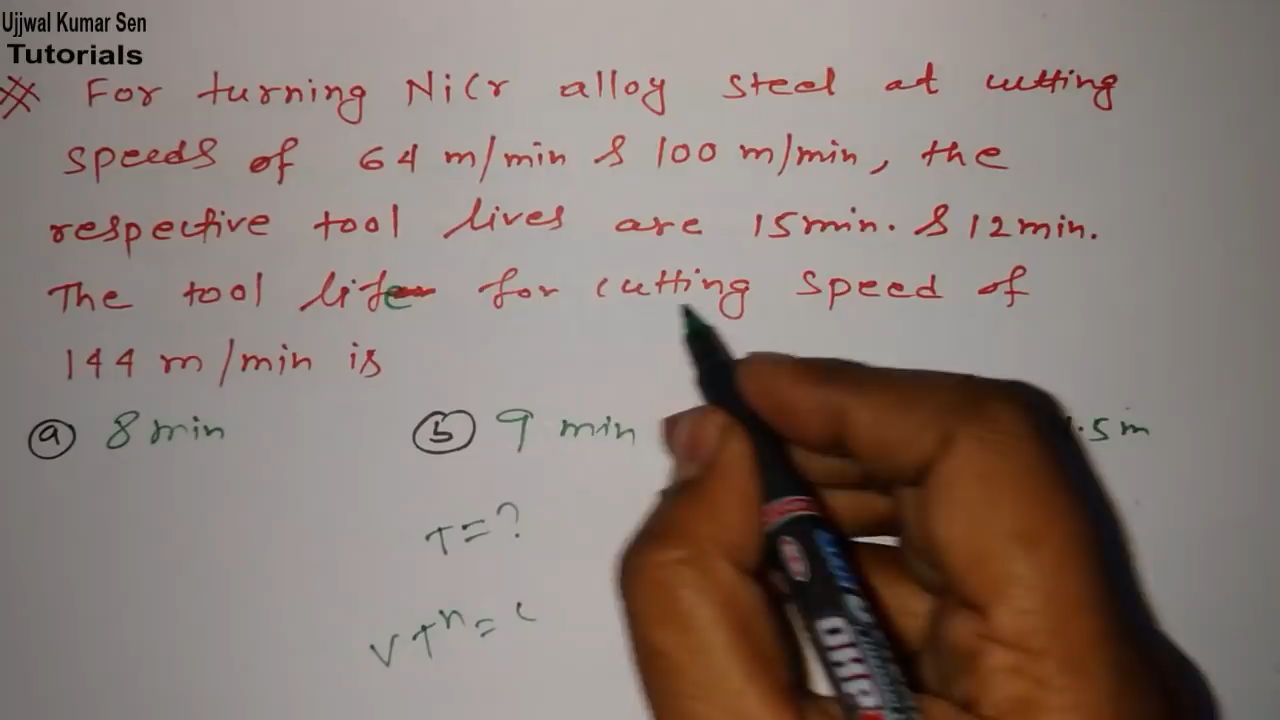 Ujjwal Kumar Sen
Tutorials
For turning NiCr alloy steel at cutting
speeds of 64 m/min & 100 m/min, the
respective tool lives are 15min. & 12min.
The tool life for cutting speed of
144 m/min is
(a) 8 min (b) 9 min .5 m
T = ?
VT^n = c
OHP